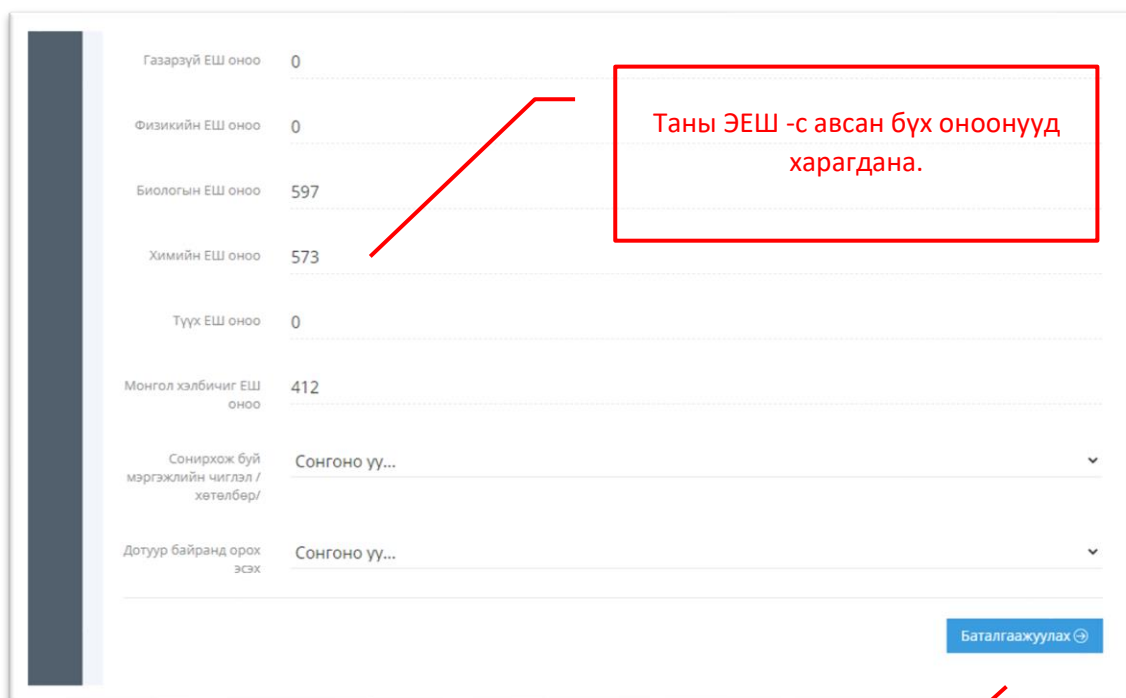 Газарзүй ЕШ оноо 0
Таны ЭЕШ -с авсан бүх оноонууд
харагдана.
Физикийн ЕШ оноо 0
Биологын ЕШ оноо 597
Химийн ЕШ оноо 573
Түүх ЕШ оноо 0
Монгол хэлбичиг ЕШ
оноо 412
Сонирхож буй
мэргэжлийн чиглэл /
хөтөлбөр/ Сонгоно уу...
Дотуур байранд орох
эсэх Сонгоно уу...
Баталгаажуулах